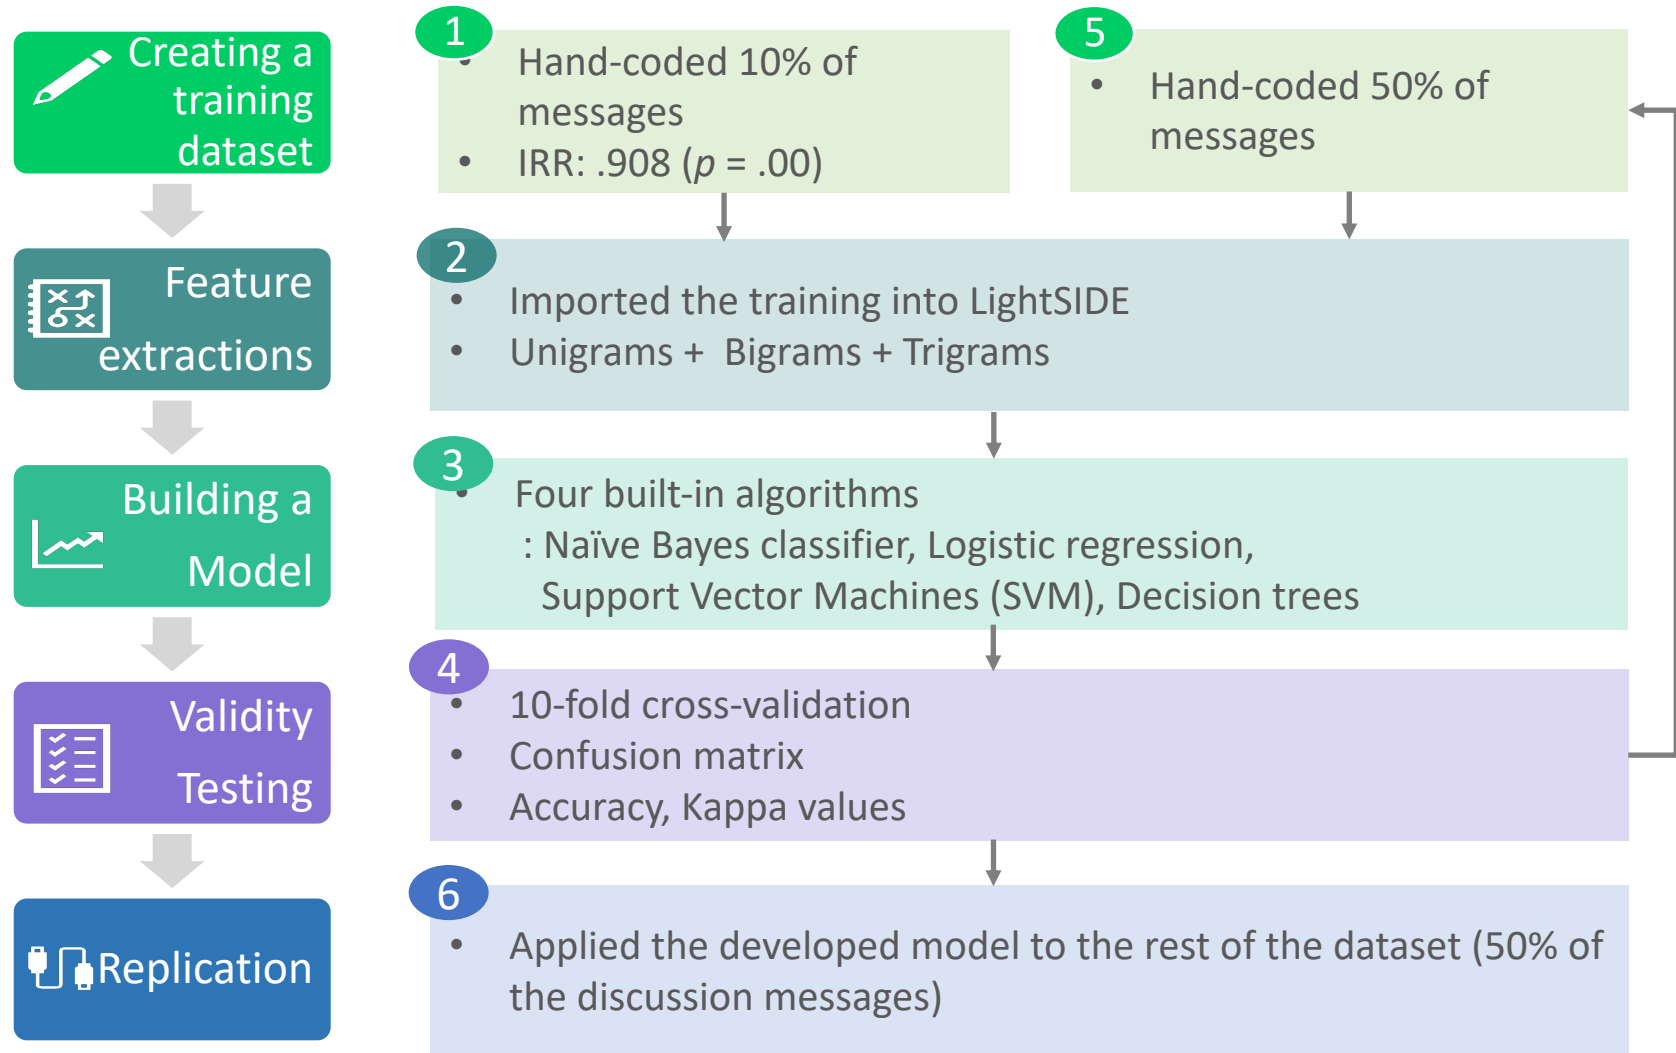 Creating a
training
dataset
1
• Hand-coded 10% of
messages
• IRR: .908 (p = .00)
5
• Hand-coded 50% of
messages
Feature
extractions
2
• Imported the training into LightSIDE
• Unigrams + Bigrams + Trigrams
Building a
Model
3
• Four built-in algorithms
: Naïve Bayes classifier, Logistic regression,
Support Vector Machines (SVM), Decision trees
Validity
Testing
4
• 10-fold cross-validation
• Confusion matrix
• Accuracy, Kappa values
Replication
6
• Applied the developed model to the rest of the dataset (50% of
the discussion messages)